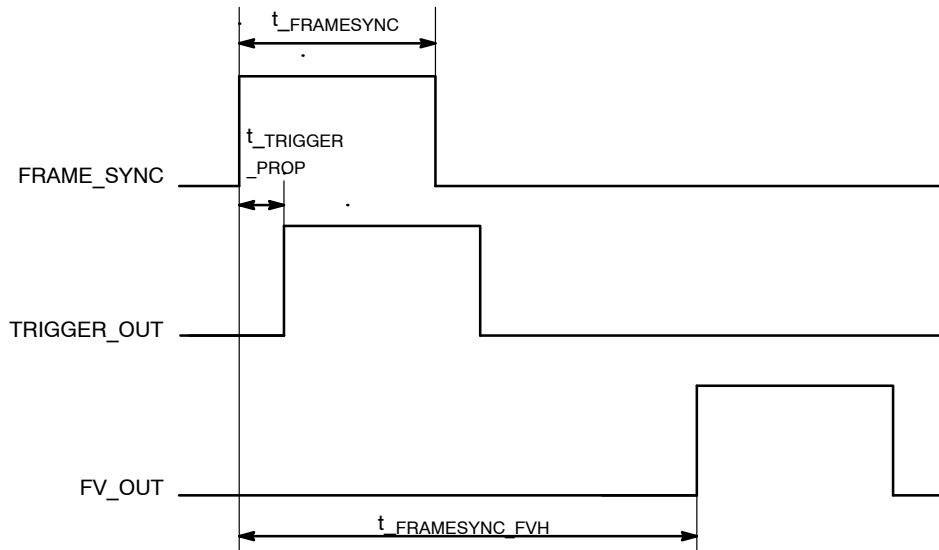 t_FRAMESYNC
t_TRIGGER
_PROP
FRAME_SYNC
TRIGGER_OUT
FV_OUT
t_FRAMESYNC_FVH